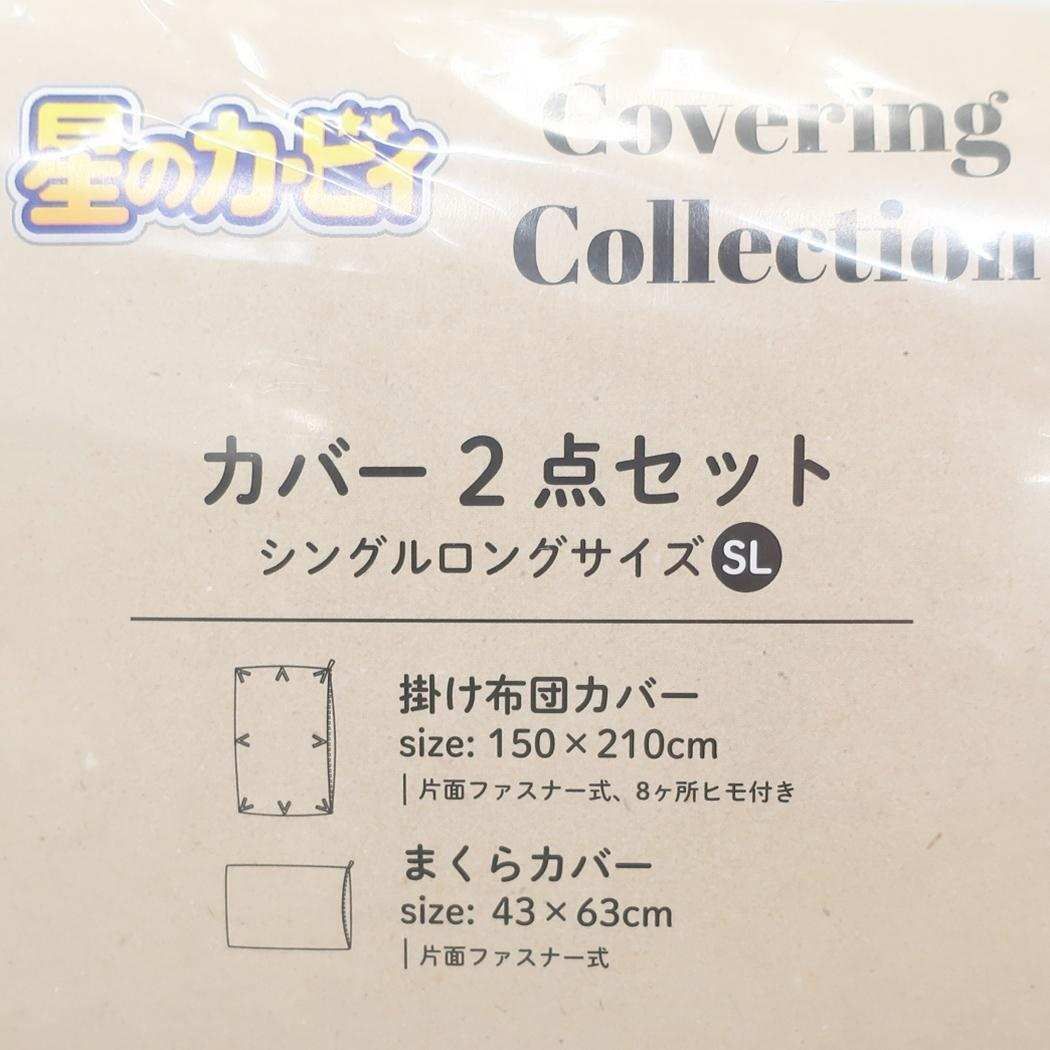 星のカービィ
Covering
Collection
カバー 2 点セット
シングルロングサイズ SL
掛け布団カバー
size: 150×210cm
片面ファスナー式、8ヶ所ヒモ付き
まくらカバー
size: 43×63cm
片面ファスナー式